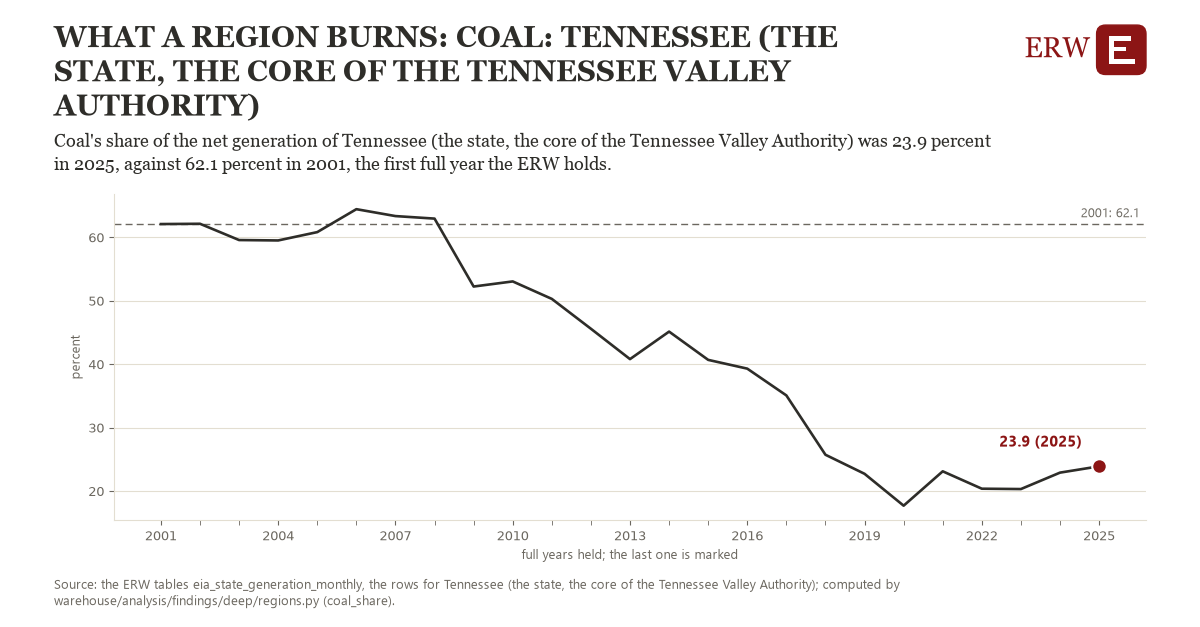 WHAT A REGION BURNS: COAL: TENNESSEE (THE
STATE, THE CORE OF THE TENNESSEE VALLEY
AUTHORITY)
ERW E
Coal's share of the net generation of Tennessee (the state, the core of the Tennessee Valley Authority) was 23.9 percent
in 2025, against 62.1 percent in 2001, the first full year the ERW holds.
2001: 62.1
60
50
40
30
20
percent
23.9 (2025)
2001 2004 2007 2010 2013 2016 2019 2022 2025
full years held; the last one is marked
Source: the ERW tables eia_state_generation_monthly, the rows for Tennessee (the state, the core of the Tennessee Valley Authority); computed by
warehouse/analysis/findings/deep/regions.py (coal_share).